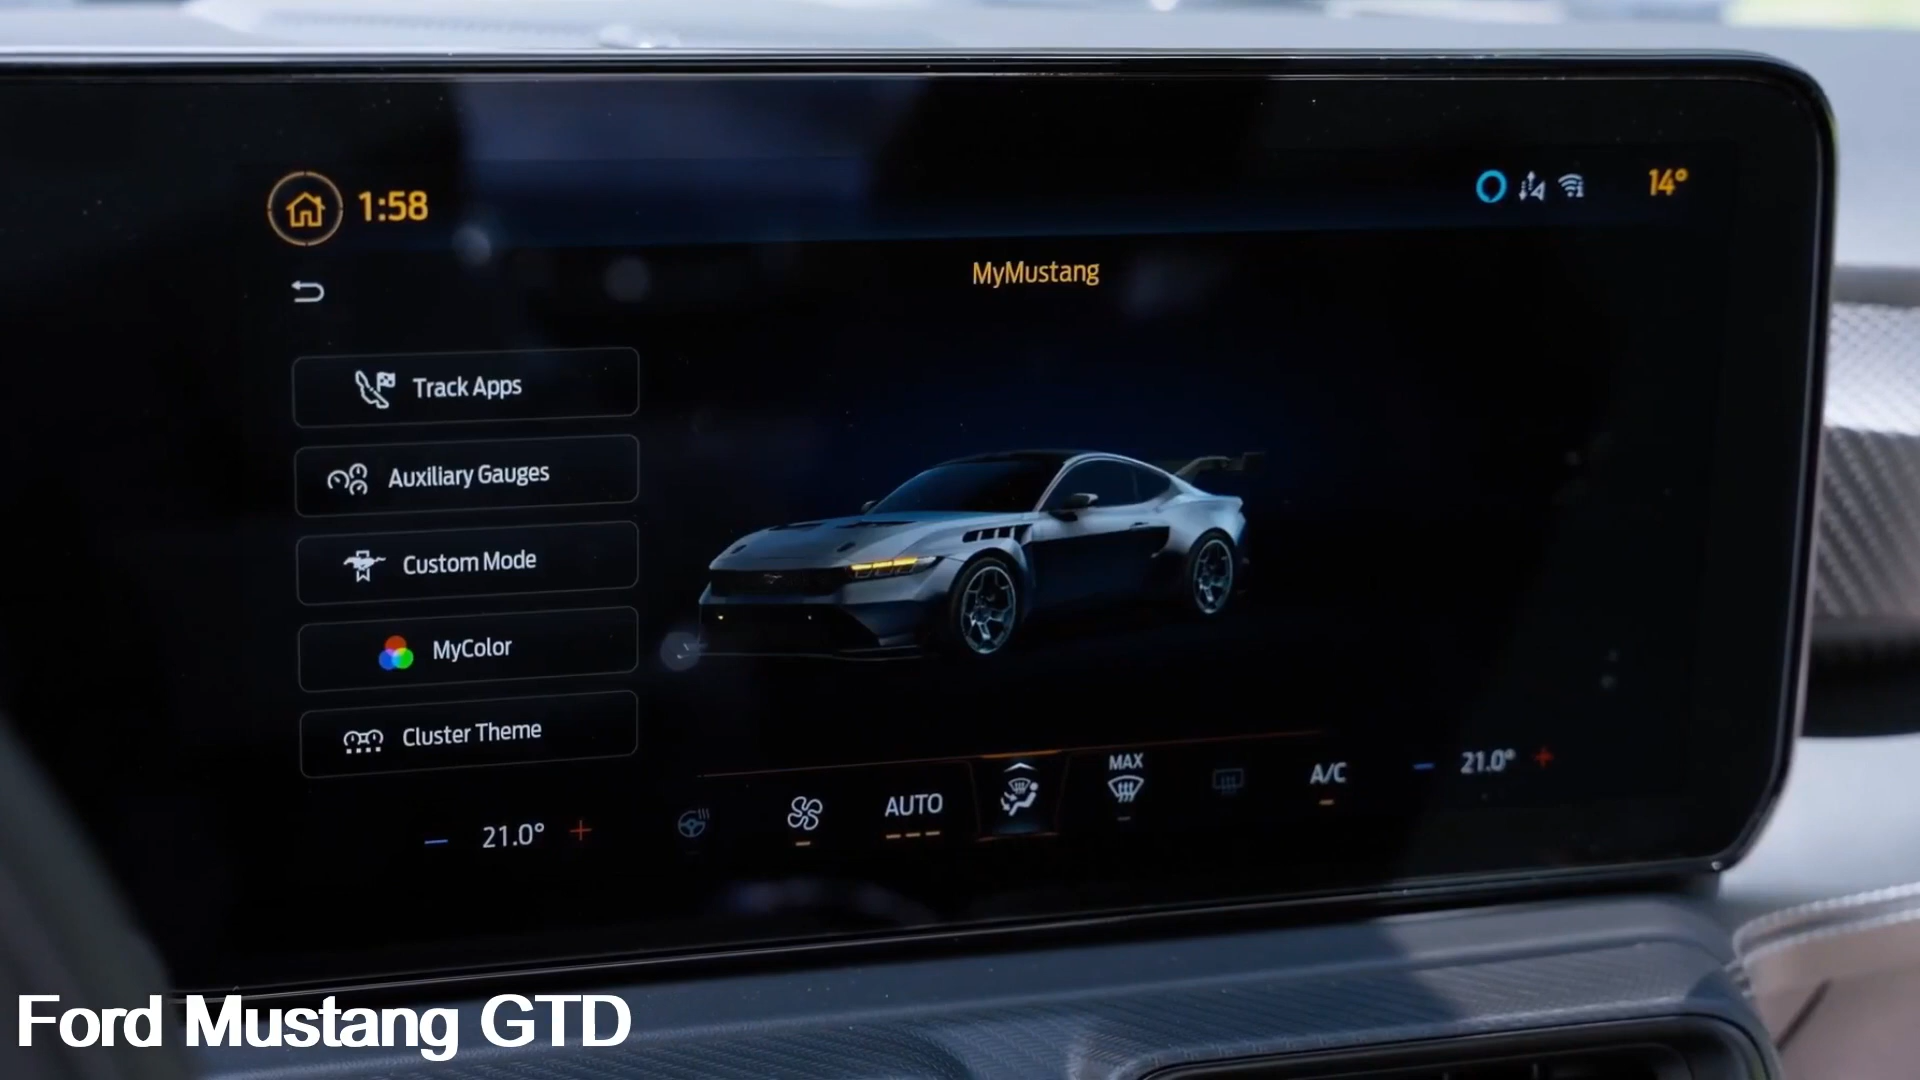 1:58
14°
MyMustang
Track Apps
Auxiliary Gauges
Custom Mode
MyColor
Cluster Theme
21.0°
AUTO
MAX
A/C
21.0°
Ford Mustang GTD